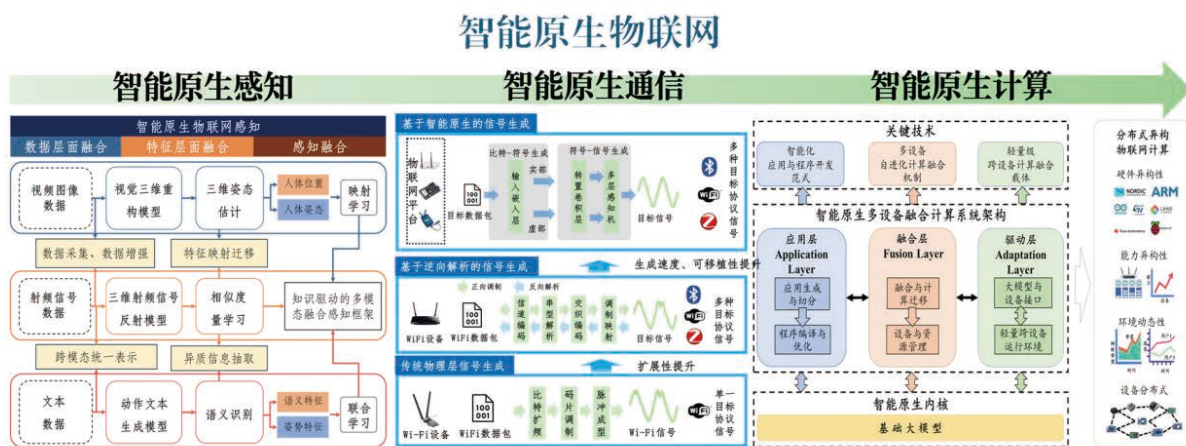 智能原生物联网
智能原生感知
智能原生通信
智能原生计算
智能原生物联网感知
数据层面融合
特征层面融合
感知融合
视频图像
数据
视觉三维重
构模型
三维姿态
估计
人体位置
人体姿态
映射
学习
数据采集、数据增强
特征映射迁移
射频信号
数据
三维射频信号
反射模型
相似度
量学习
知识驱动的多模
态融合感知框架
跨模态统一表示
异质信息抽取
文本
数据
动作文本
生成模型
语义识别
语义特征
姿势特征
联合
学习
基于智能原生的信号生成
物联网平台
目标数据包
比特-符号生成
实部
输入嵌入层
虚部
符号-信号生成
转置卷积层
多层感知机
目标信号
WiFi
多种目标协议信号
生成速度、可移植性提升
基于逆向解析的信号生成
正向调制
反向解析
WiFi设备
WiFi数据包
信道编码
串型解析
交织编码
调制映射
目标信号
WiFi
多种目标协议信号
扩展性提升
传统物理层信号生成
Wi-Fi设备
WiFi数据包
比特扩频
码片调制
脉冲成型
Wi-Fi信号
WiFi
单一目标协议信号
关键技术
智能化
应用与程序开发
范式
多设备
自进化计算融合
机制
轻量级
跨设备计算融合
载体
智能原生多设备融合计算系统架构
应用层
Application
Layer
应用生成
与切分
程序编译与
优化
融合层
Fusion Layer
融合与计
算迁移
设备与资
源管理
驱动层
Adaptation
Layer
大模型与
设备接口
轻量跨设备
运行环境
智能原生内核
基础大模型
分布式异构
物联网计算
硬件异构性
NORDIC
ARM
能力异构性
环境动态性
设备分布式